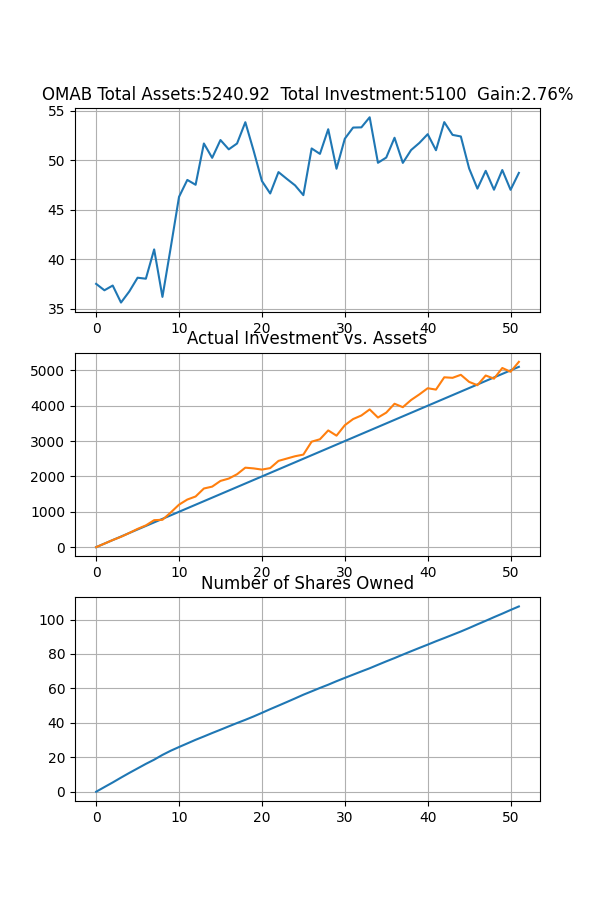 OMAB Total Assets:5240.92  Total Investment:5100  Gain:2.76%
55
50
45
40
35
0 10 20 30 40 50
Actual Investment vs. Assets
5000
4000
3000
2000
1000
0
0 10 20 30 40 50
Number of Shares Owned
100
80
60
40
20
0
0 10 20 30 40 50